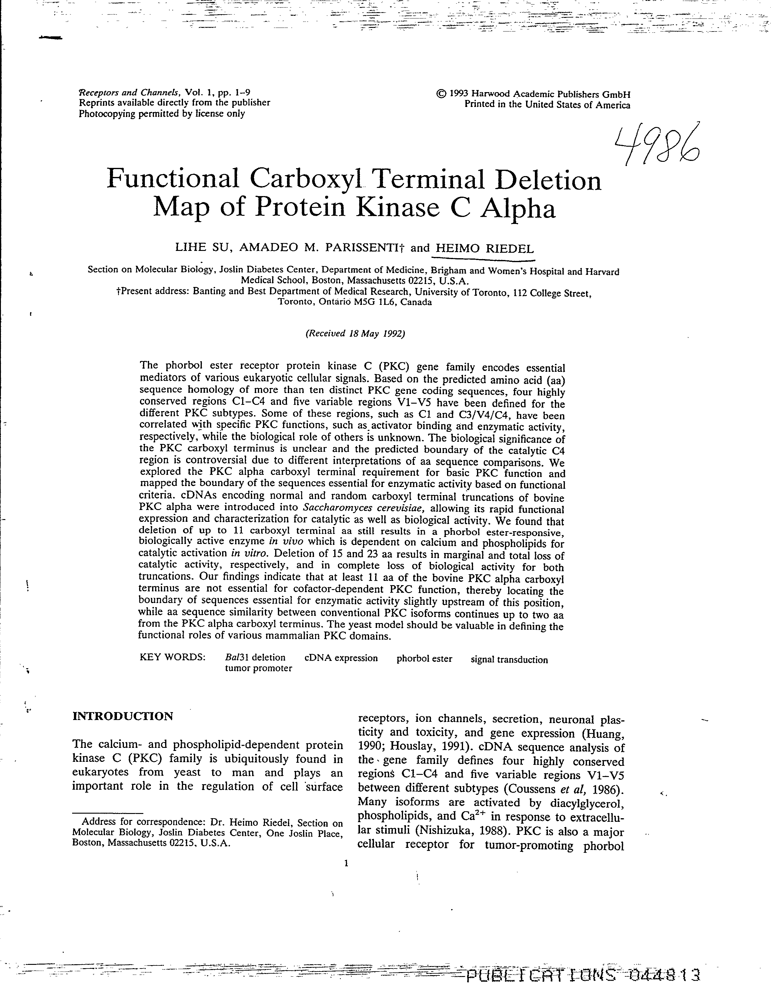 Receptors and Channels, Vol. 1, pp. 1–9
Reprints available directly from the publisher
Photocopying permitted by license only
© 1993 Harwood Academic Publishers GmbH
Printed in the United States of America
4986
Functional Carboxyl Terminal Deletion
Map of Protein Kinase C Alpha
LIHE SU, AMADEO M. PARISSENTI† and HEIMO RIEDEL
Section on Molecular Biology, Joslin Diabetes Center, Department of Medicine, Brigham and Women's Hospital and Harvard
Medical School, Boston, Massachusetts 02215, U.S.A.
†Present address: Banting and Best Department of Medical Research, University of Toronto, 112 College Street,
Toronto, Ontario M5G 1L6, Canada
(Received 18 May 1992)
The phorbol ester receptor protein kinase C (PKC) gene family encodes essential
mediators of various eukaryotic cellular signals. Based on the predicted amino acid (aa)
sequence homology of more than ten distinct PKC gene coding sequences, four highly
conserved regions C1–C4 and five variable regions V1–V5 have been defined for the
different PKC subtypes. Some of these regions, such as C1 and C3/V4/C4, have been
correlated with specific PKC functions, such as activator binding and enzymatic activity,
respectively, while the biological role of others is unknown. The biological significance of
the PKC carboxyl terminus is unclear and the predicted boundary of the catalytic C4
region is controversial due to different interpretations of aa sequence comparisons. We
explored the PKC alpha carboxyl terminal requirement for basic PKC function and
mapped the boundary of the sequences essential for enzymatic activity based on functional
criteria. cDNAs encoding normal and random carboxyl terminal truncations of bovine
PKC alpha were introduced into Saccharomyces cerevisiae, allowing its rapid functional
expression and characterization for catalytic as well as biological activity. We found that
deletion of up to 11 carboxyl terminal aa still results in a phorbol ester-responsive,
biologically active enzyme in vivo which is dependent on calcium and phospholipids for
catalytic activation in vitro. Deletion of 15 and 23 aa results in marginal and total loss of
catalytic activity, respectively, and in complete loss of biological activity for both
truncations. Our findings indicate that at least 11 aa of the bovine PKC alpha carboxyl
terminus are not essential for cofactor-dependent PKC function, thereby locating the
boundary of sequences essential for enzymatic activity slightly upstream of this position,
while aa sequence similarity between conventional PKC isoforms continues up to two aa
from the PKC alpha carboxyl terminus. The yeast model should be valuable in defining the
functional roles of various mammalian PKC domains.
KEY WORDS: Bal31 deletion cDNA expression phorbol ester signal transduction
tumor promoter
INTRODUCTION
The calcium- and phospholipid-dependent protein
kinase C (PKC) family is ubiquitously found in
eukaryotes from yeast to man and plays an
important role in the regulation of cell surface
Address for correspondence: Dr. Heimo Riedel, Section on
Molecular Biology, Joslin Diabetes Center, One Joslin Place,
Boston, Massachusetts 02215, U.S.A.
receptors, ion channels, secretion, neuronal plas-
ticity and toxicity, and gene expression (Huang,
1990; Houslay, 1991). cDNA sequence analysis of
the gene family defines four highly conserved
regions C1–C4 and five variable regions V1–V5
between different subtypes (Coussens et al, 1986).
Many isoforms are activated by diacylglycerol,
phospholipids, and Ca²⁺ in response to extracellu-
lar stimuli (Nishizuka, 1988). PKC is also a major
cellular receptor for tumor-promoting phorbol
1
PUBLICATIONS 044813